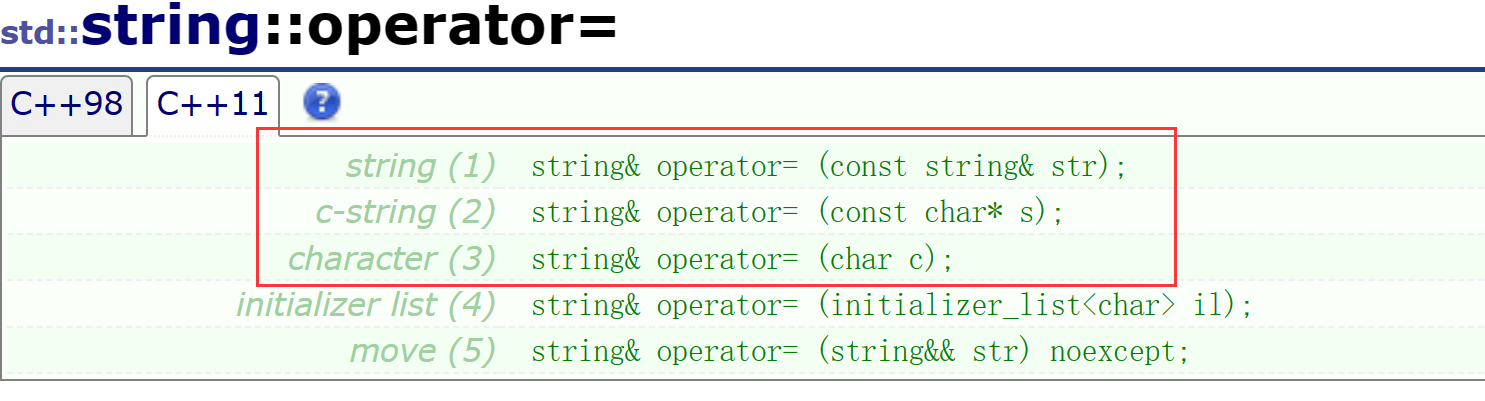 std::string::operator=
C++98 C++11 ?
string (1) string& operator= (const string& str);
c-string (2) string& operator= (const char* s);
character (3) string& operator= (char c);
initializer list (4) string& operator= (initializer_list<char> il);
move (5) string& operator= (string&& str) noexcept;